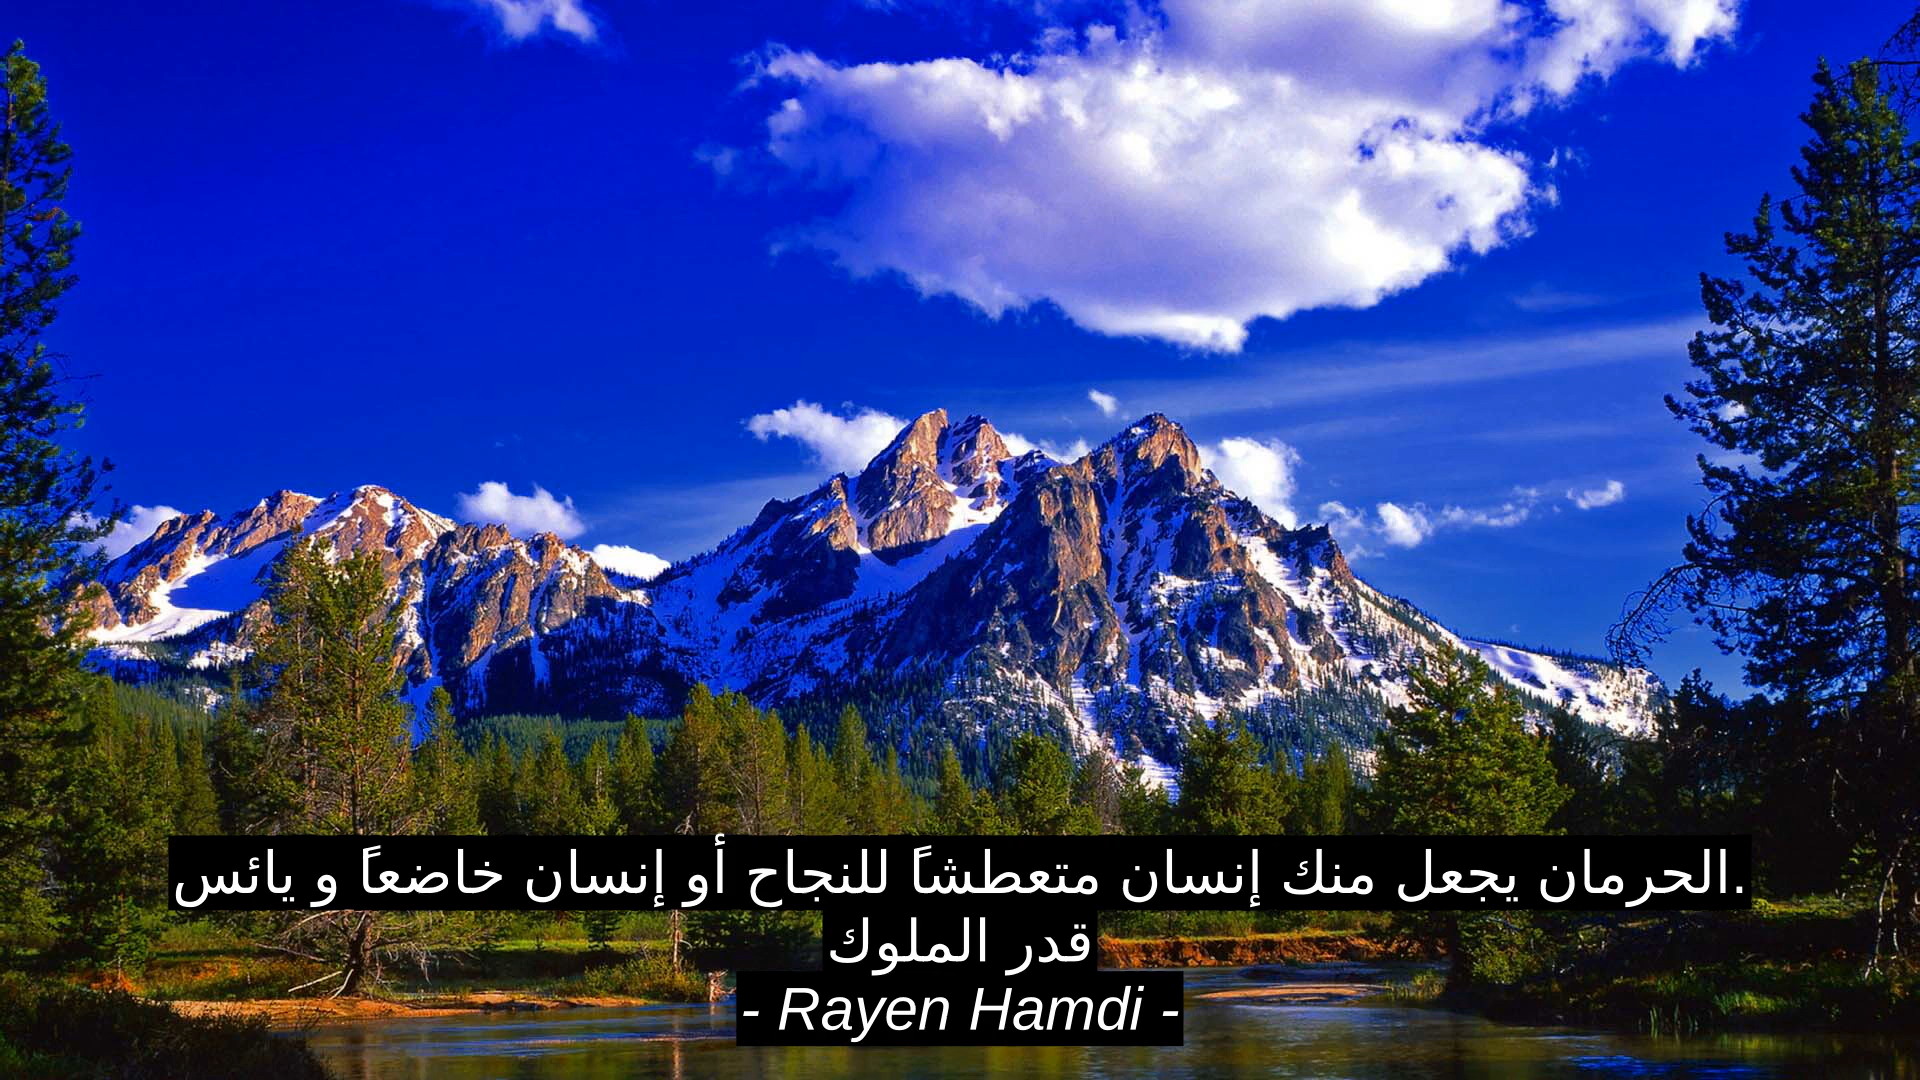 الحرمان يجعل منك إنسان متعطشاً للنجاح أو إنسان خاضعاً و يائس.
قدر الملوك
- Rayen Hamdi -